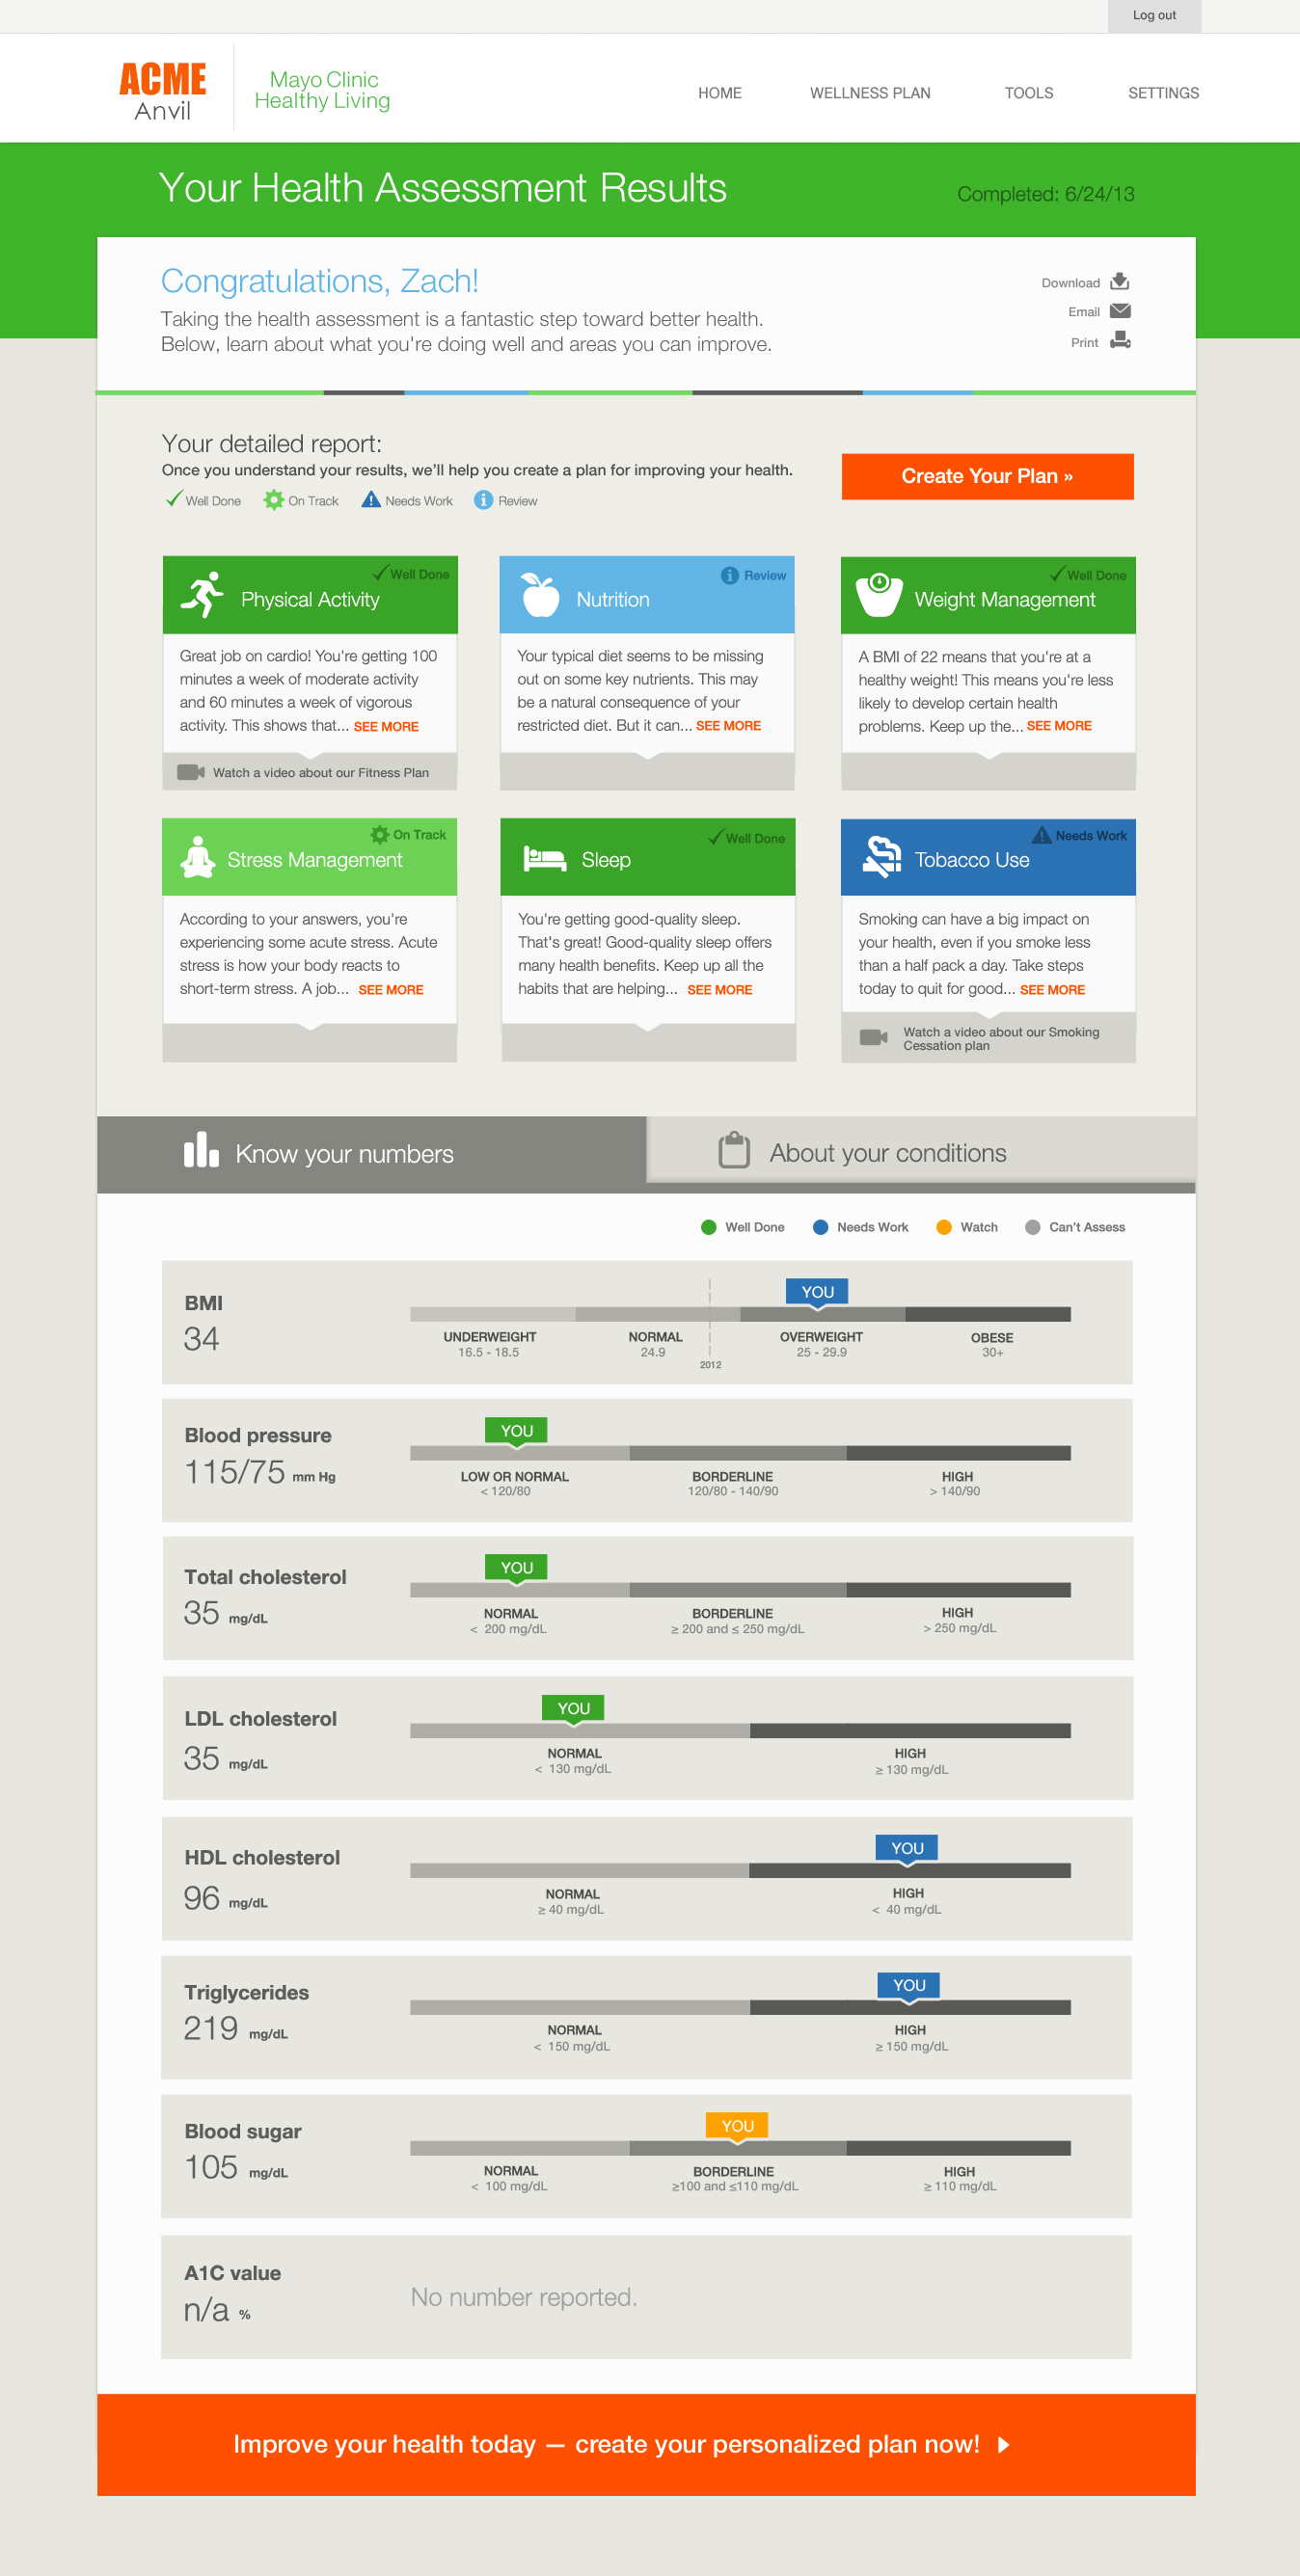 Log out
ACME
Anvil
Mayo Clinic
Healthy Living
HOME
WELLNESS PLAN
TOOLS
SETTINGS
Your Health Assessment Results
Completed: 6/24/13
Congratulations, Zach!
Taking the health assessment is a fantastic step toward better health.
Below, learn about what you're doing well and areas you can improve.
Download
Email
Print
Your detailed report:
Once you understand your results, we'll help you create a plan for improving your health.
Well Done
On Track
Needs Work
Review
Create Your Plan »
Well Done
Physical Activity
Great job on cardio! You're getting 100
minutes a week of moderate activity
and 60 minutes a week of vigorous
activity. This shows that... SEE MORE
Watch a video about our Fitness Plan
Review
Nutrition
Your typical diet seems to be missing
out on some key nutrients. This may
be a natural consequence of your
restricted diet. But it can... SEE MORE
Well Done
Weight Management
A BMI of 22 means that you're at a
healthy weight! This means you're less
likely to develop certain health
problems. Keep up the... SEE MORE
On Track
Stress Management
According to your answers, you're
experiencing some acute stress. Acute
stress is how your body reacts to
short-term stress. A job... SEE MORE
Well Done
Sleep
You're getting good-quality sleep.
That's great! Good-quality sleep offers
many health benefits. Keep up all the
habits that are helping... SEE MORE
Needs Work
Tobacco Use
Smoking can have a big impact on
your health, even if you smoke less
than a half pack a day. Take steps
today to quit for good... SEE MORE
Watch a video about our Smoking
Cessation plan
Know your numbers
About your conditions
Well Done
Needs Work
Watch
Can't Assess
BMI
34
YOU
UNDERWEIGHT
16.5 - 18.5
NORMAL
24.9
2012
OVERWEIGHT
25 - 29.9
OBESE
30+
Blood pressure
115/75 mm Hg
YOU
LOW OR NORMAL
< 120/80
BORDERLINE
120/80 - 140/90
HIGH
> 140/90
Total cholesterol
35 mg/dL
YOU
NORMAL
< 200 mg/dL
BORDERLINE
≥ 200 and ≤ 250 mg/dL
HIGH
> 250 mg/dL
LDL cholesterol
35 mg/dL
YOU
NORMAL
< 130 mg/dL
HIGH
≥ 130 mg/dL
HDL cholesterol
96 mg/dL
YOU
NORMAL
≥ 40 mg/dL
HIGH
< 40 mg/dL
Triglycerides
219 mg/dL
YOU
NORMAL
< 150 mg/dL
HIGH
≥ 150 mg/dL
Blood sugar
105 mg/dL
YOU
NORMAL
< 100 mg/dL
BORDERLINE
≥100 and ≤110 mg/dL
HIGH
≥ 110 mg/dL
A1C value
n/a %
No number reported.
Improve your health today — create your personalized plan now!